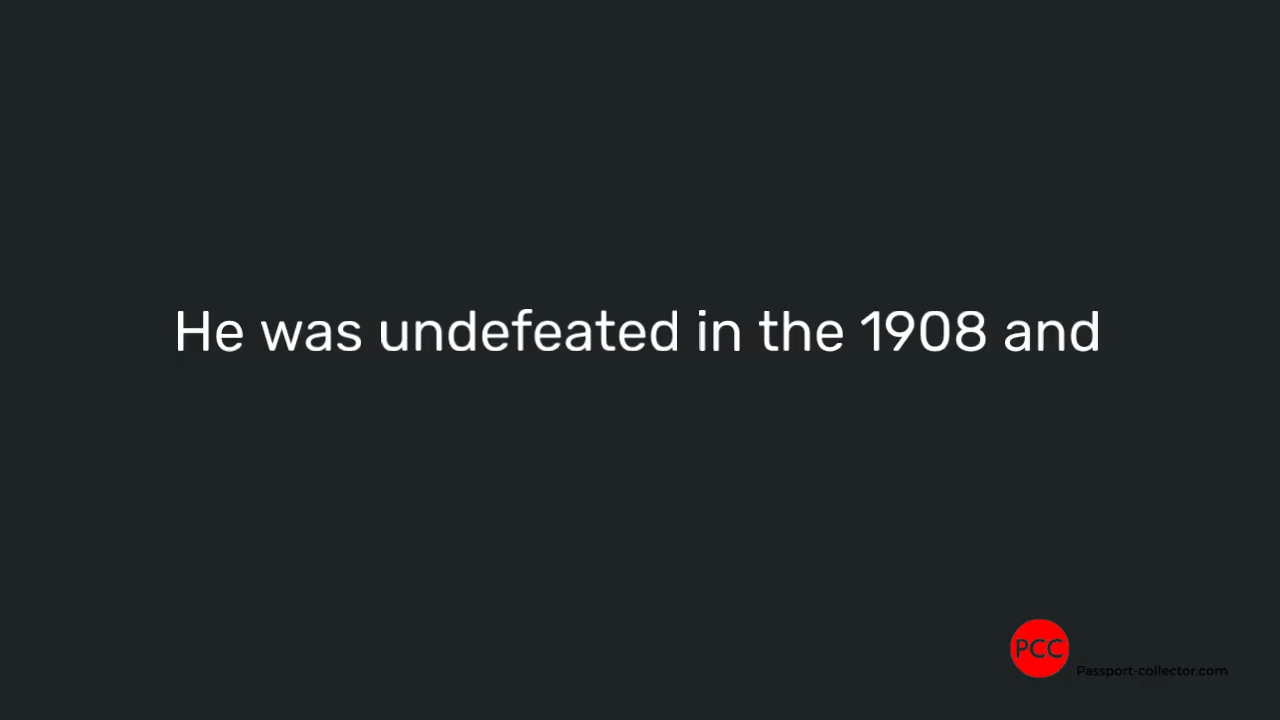 He was undefeated in the 1908 and
PCC
Passport-collector.com